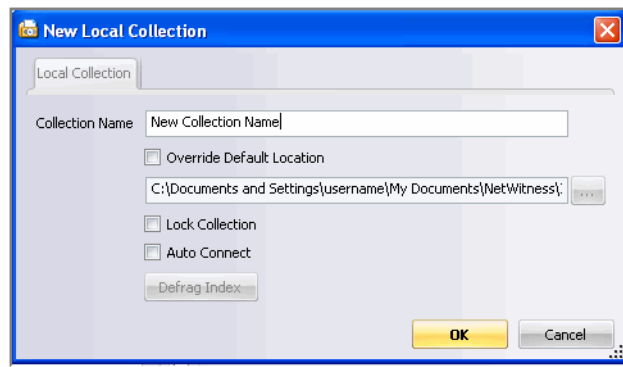 New Local Collection
Local Collection
Collection Name New Collection Name
Override Default Location
C:\Documents and Settings\username\My Documents\NetWitness\
...
Lock Collection
Auto Connect
Defrag Index
OK Cancel